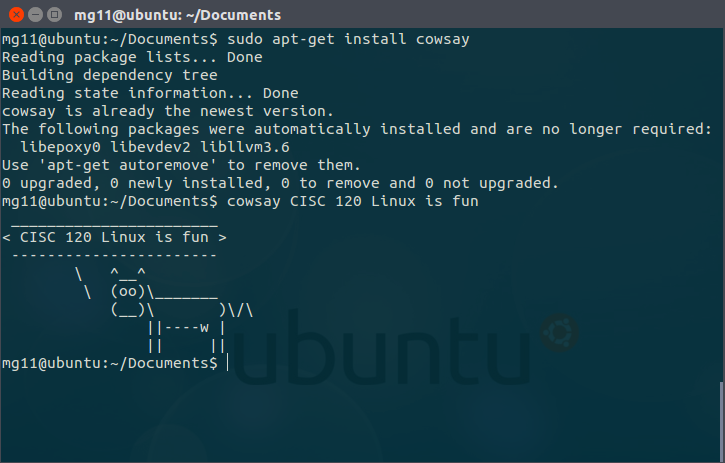 mg11@ubuntu: ~/Documents
mg11@ubuntu:~/Documents$ sudo apt-get install cowsay
Reading package lists... Done
Building dependency tree
Reading state information... Done
cowsay is already the newest version.
The following packages were automatically installed and are no longer required:
  libepoxy0 libevdev2 libllvm3.6
Use 'apt-get autoremove' to remove them.
0 upgraded, 0 newly installed, 0 to remove and 0 not upgraded.
mg11@ubuntu:~/Documents$ cowsay CISC 120 Linux is fun
 _______________________
< CISC 120 Linux is fun >
 -----------------------
        \   ^__^
         \  (oo)\_______
            (__)\       )\/\
                ||----w |
                ||     ||
mg11@ubuntu:~/Documents$
ubuntu